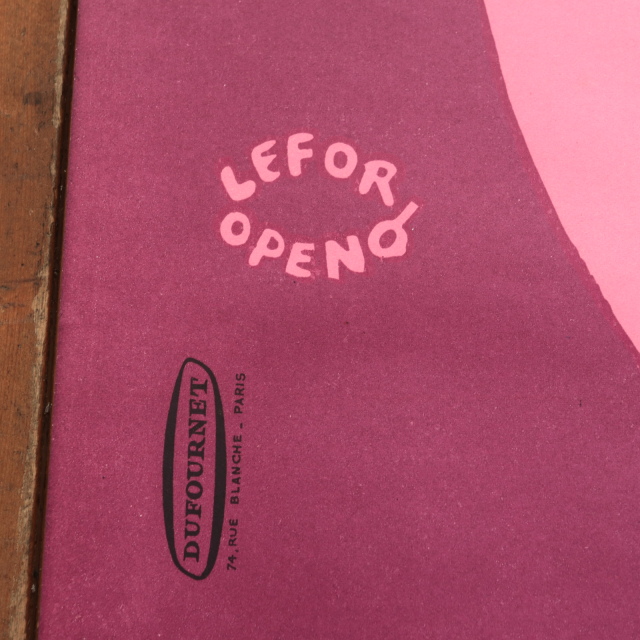 LEFOR
OPENO
DUFOURNET
74, RUE BLANCHE _ PARIS